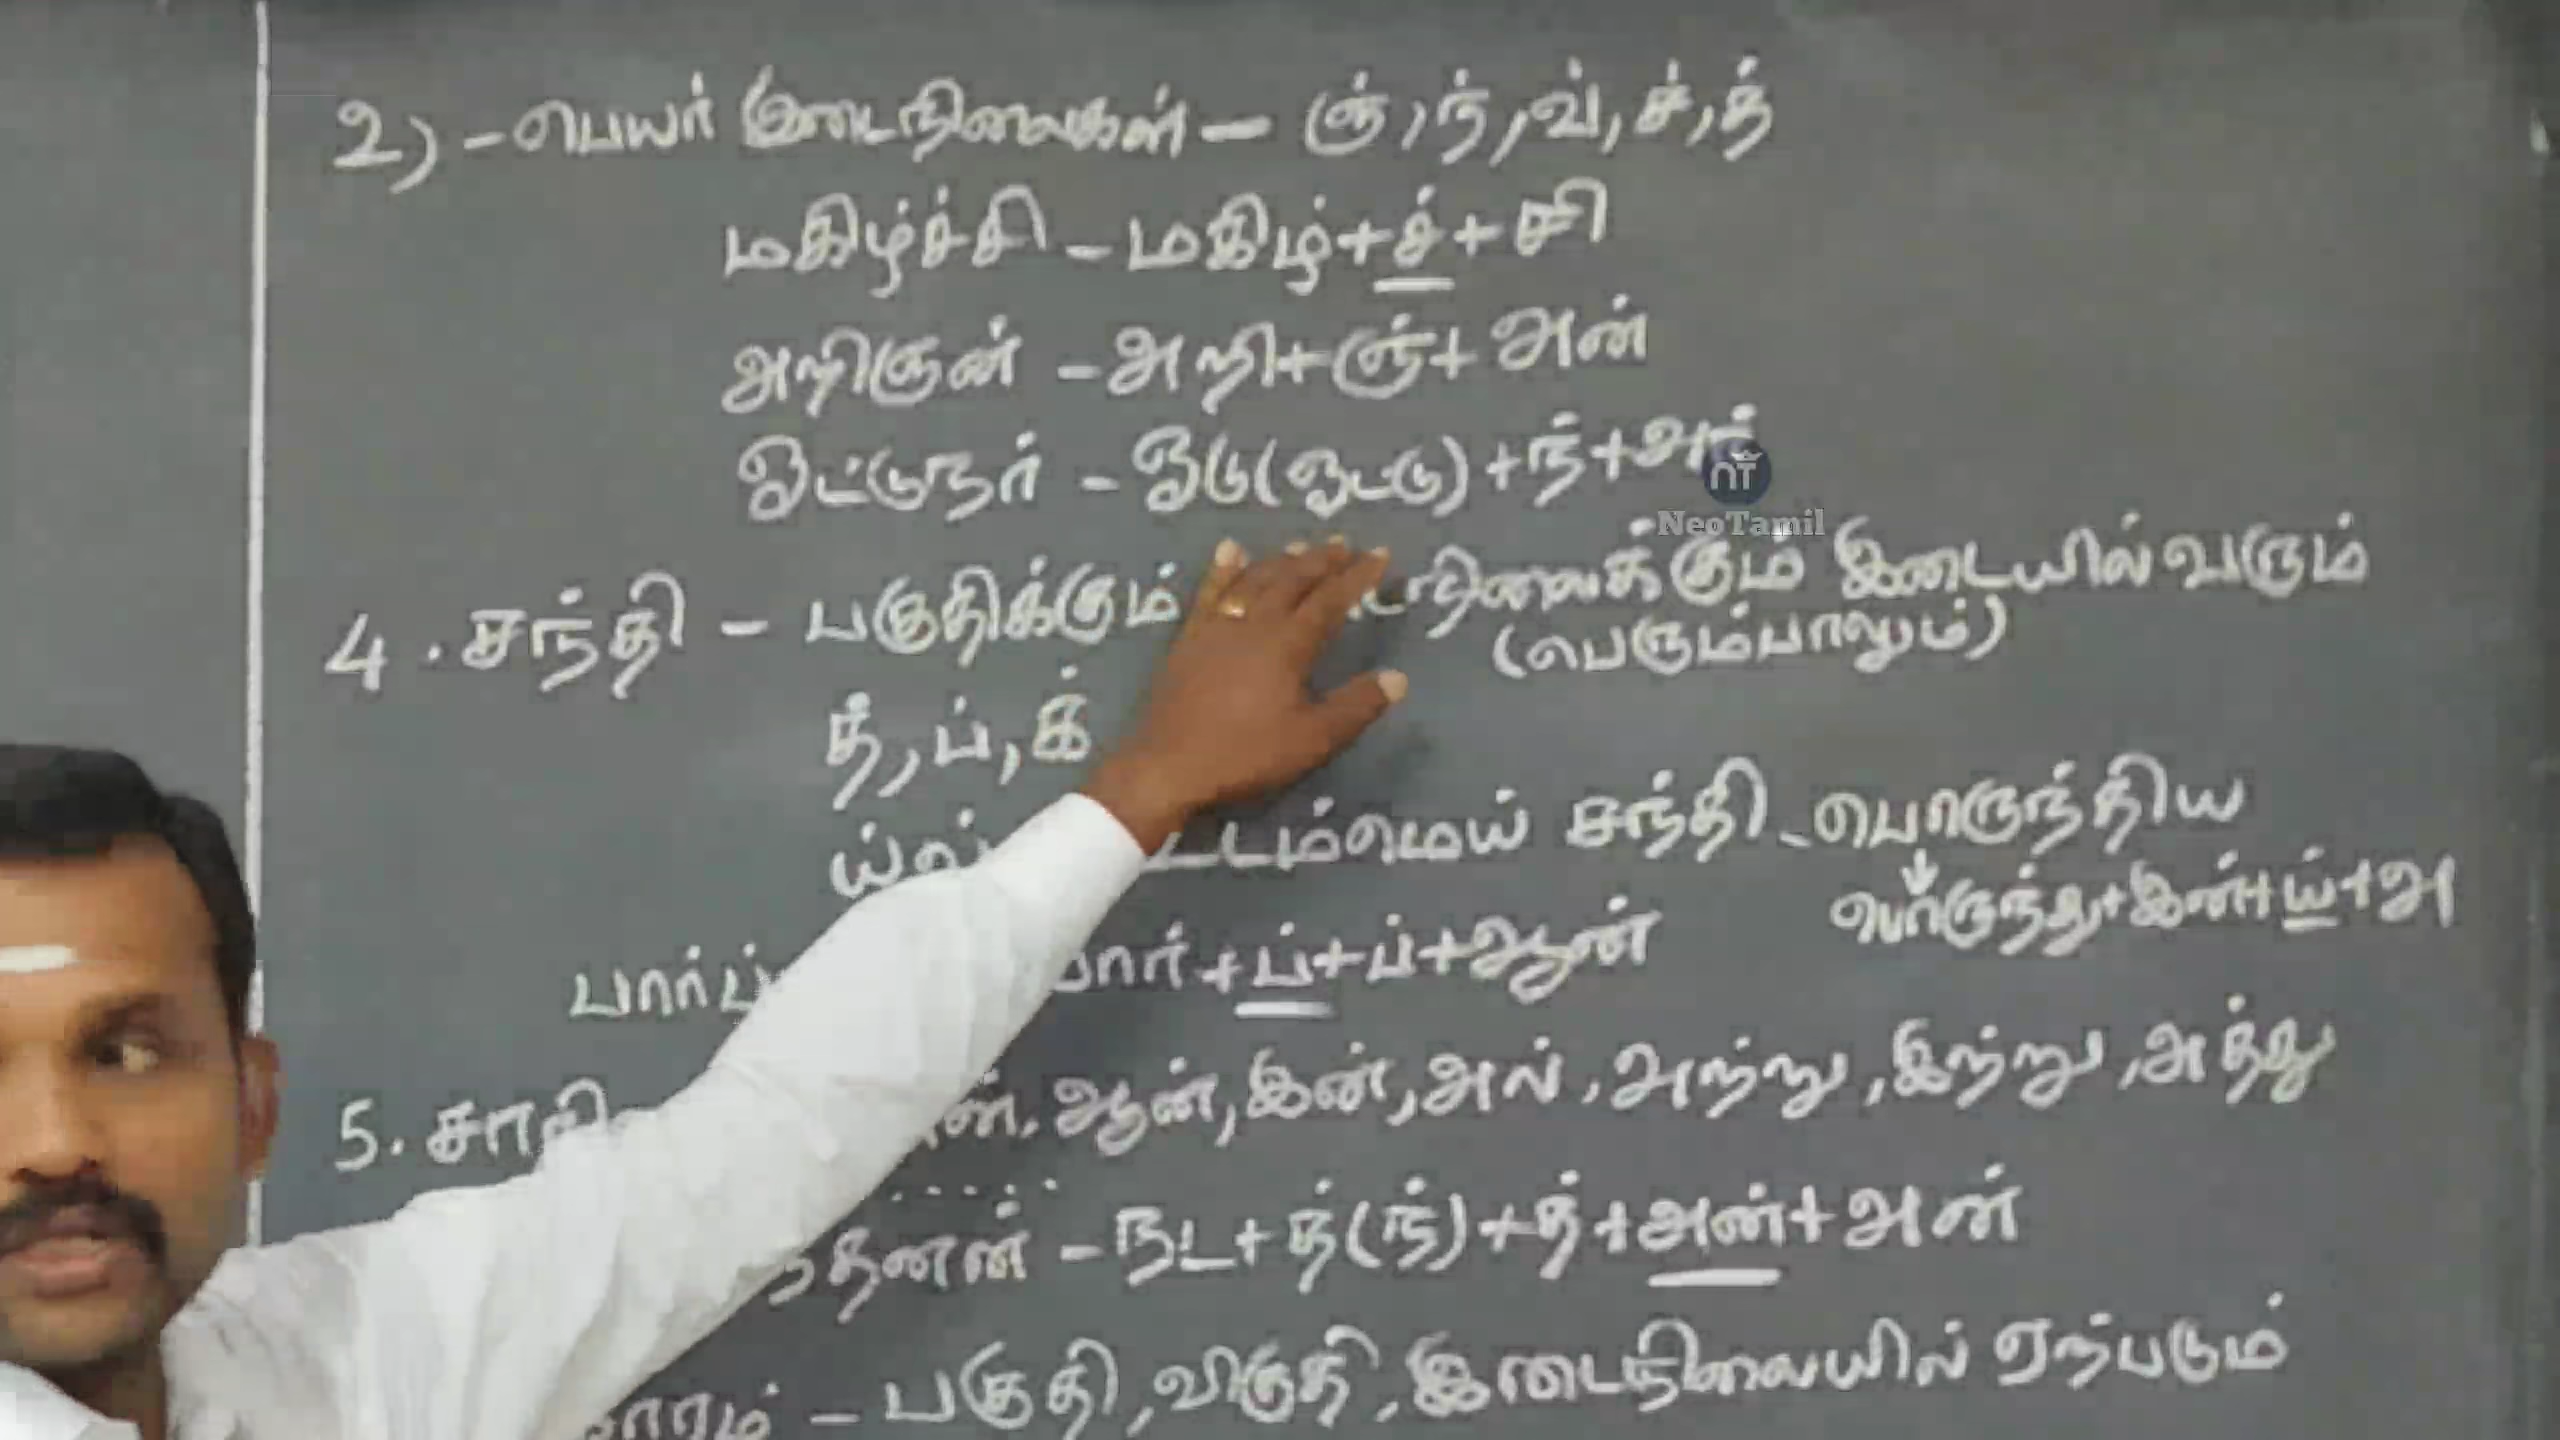 2) - பெயர் இடைநிலைகள் - ஞ், ந், வ், ச், த்
மகிழ்ச்சி - மகிழ் + ச் + சி
அறிஞன் - அறி + ஞ் + அன்
ஓட்டுநர் - ஓடு (ஓட்டு) + ந் + அர்
NeoTamil
4. சந்தி - பகுதிக்கும் இடைநிலைக்கும் இடையில் வரும்
(பெரும்பாலும்)
த், ப், க்
சந்தி - பொருந்திய
பொருந்து + இன் + ய் + அ
பார் + ப் + ப் + ஆன்
5. ஆன், இன், அல், அற்று, இற்று, அத்து
- நட + த் (ந்) + த் + அன் + அன்
- பகுதி, விகுதி, இடைநிலையில் ஏற்படும்